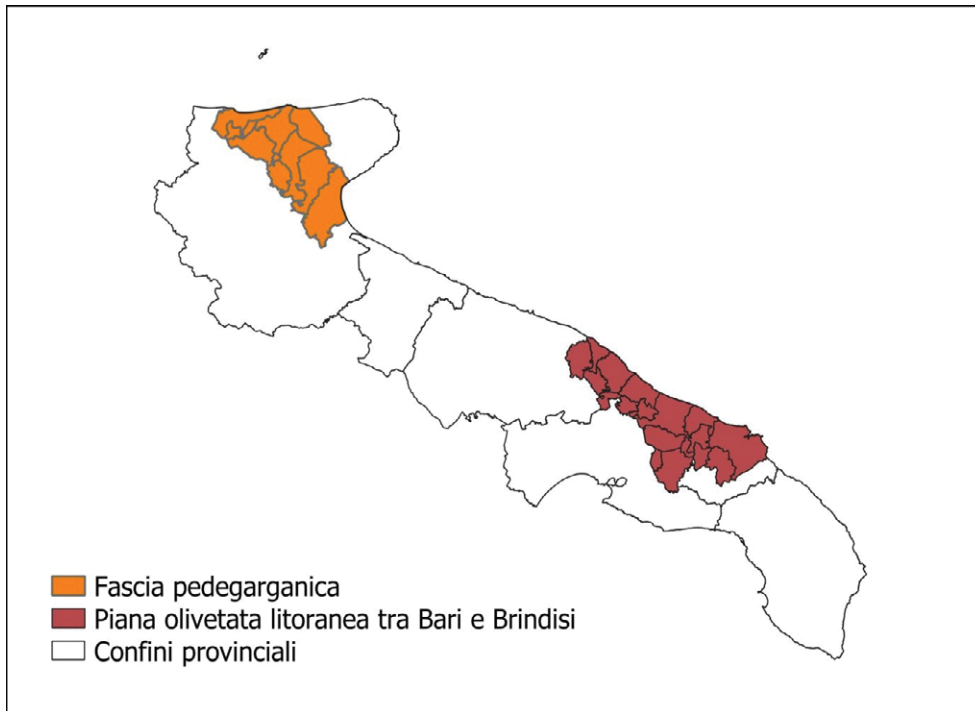 Fascia pedegarganica
Piana olivetata litoranea tra Bari e Brindisi
Confini provinciali